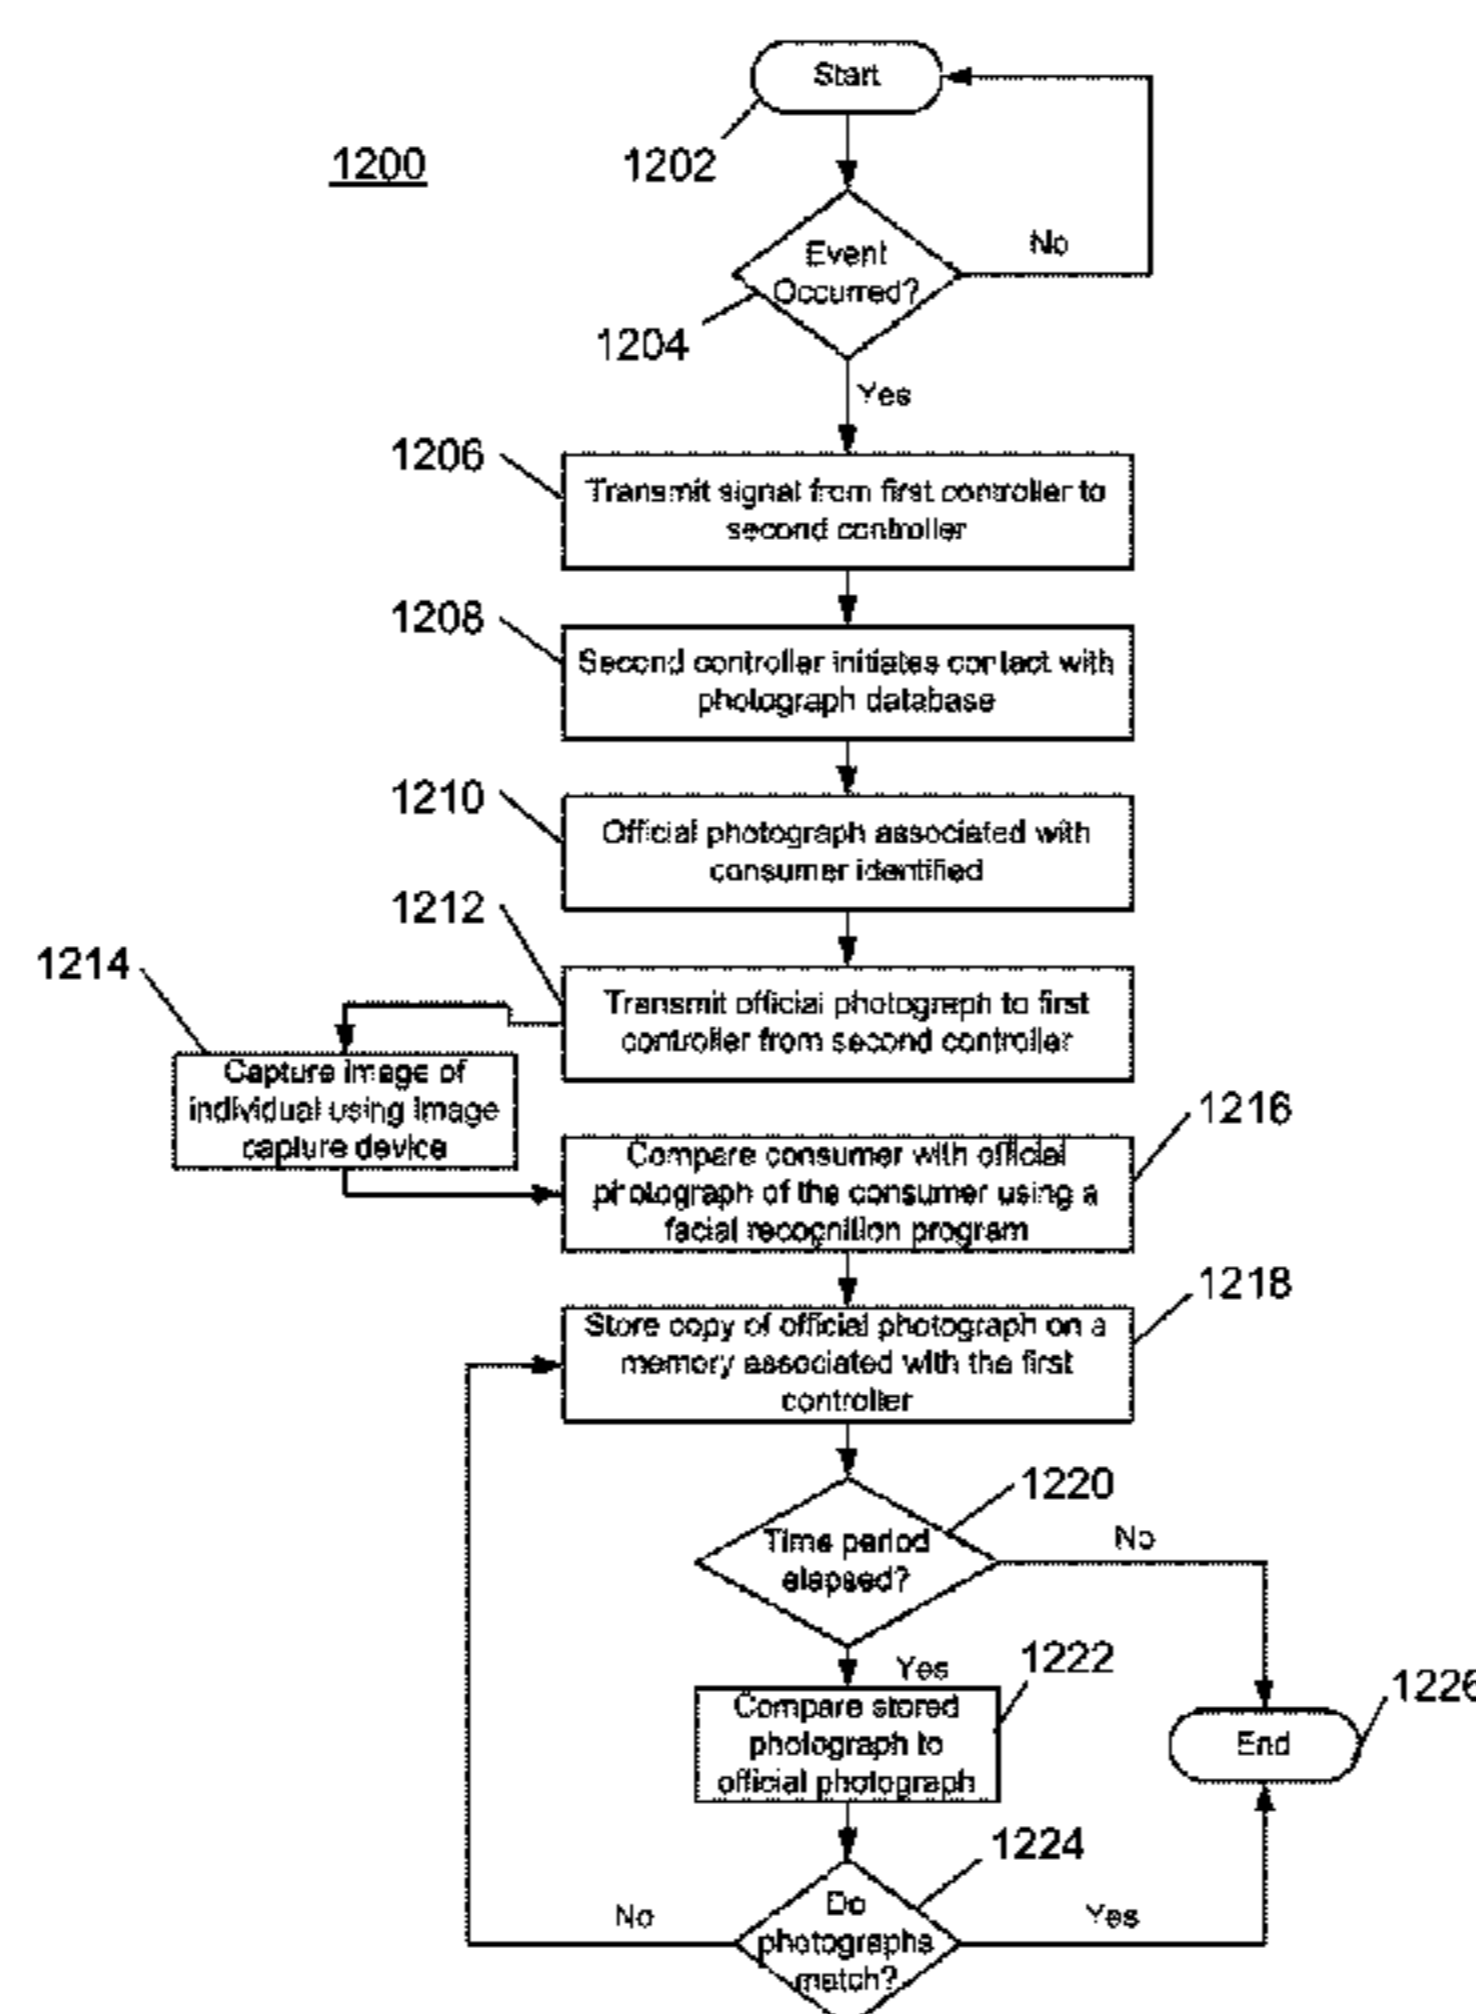 Start
1200
1202
Event
Occurred?
No
1204
Yes
1206
Transmit signal from first controller to
second controller
1208
Second controller initiates contact with
photograph database
1210
Official photograph associated with
consumer identified
1212
Transmit official photograph to first
controller from second controller
1214
Capture image of
individual using image
capture device
1216
Compare consumer with official
photograph of the consumer using a
facial recognition program
1218
Store copy of official photograph on a
memory associated with the first
controller
1220
Time period
elapsed?
No
Yes
1222
Compare stored
photograph to
official photograph
1226
End
1224
Do
photographs
match?
No
Yes